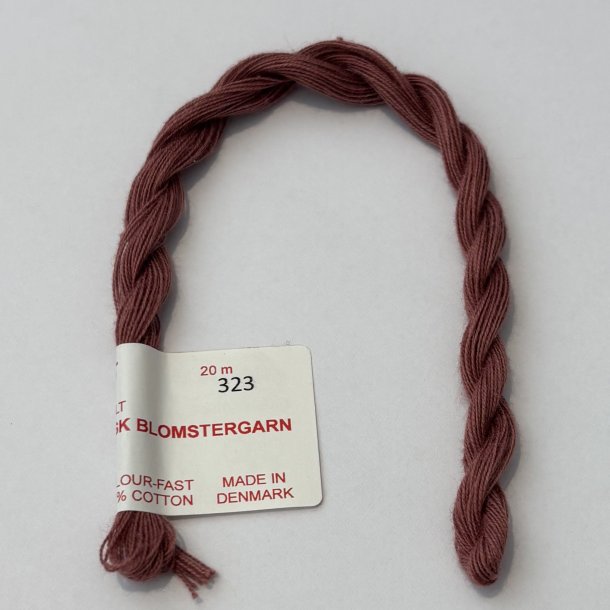 20 m
323
LT
SK BLOMSTERGARN
LOUR-FAST
% COTTON
MADE IN
DENMARK